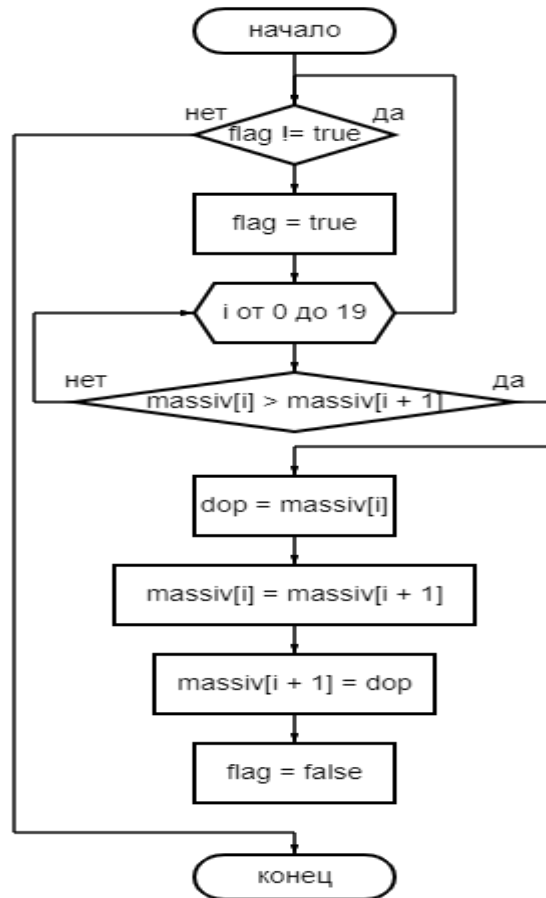 начало
нет
да
flag != true
flag = true
i от 0 до 19
нет
да
massiv[i] > massiv[i + 1]
dop = massiv[i]
massiv[i] = massiv[i + 1]
massiv[i + 1] = dop
flag = false
конец